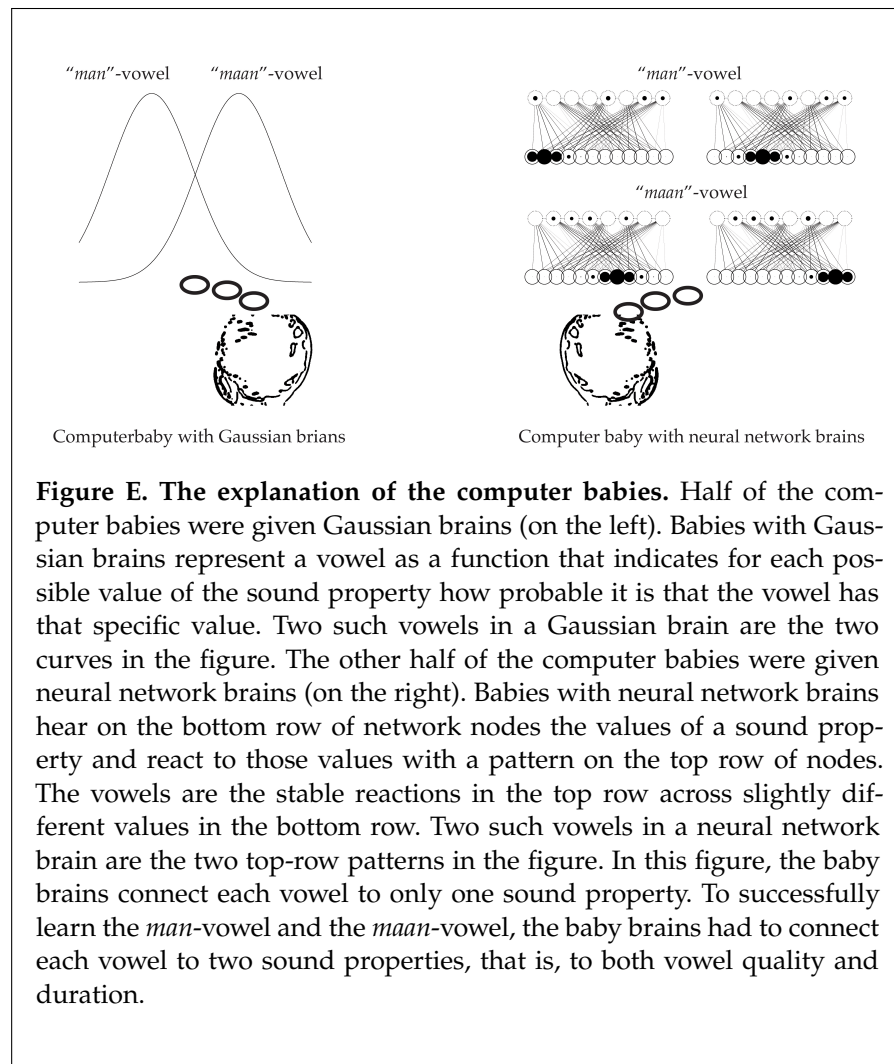 “man”-vowel “maan”-vowel
“man”-vowel
“maan”-vowel
Computerbaby with Gaussian brians
Computer baby with neural network brains
Figure E. The explanation of the computer babies. Half of the com-
puter babies were given Gaussian brains (on the left). Babies with Gaus-
sian brains represent a vowel as a function that indicates for each pos-
sible value of the sound property how probable it is that the vowel has
that specific value. Two such vowels in a Gaussian brain are the two
curves in the figure. The other half of the computer babies were given
neural network brains (on the right). Babies with neural network brains
hear on the bottom row of network nodes the values of a sound prop-
erty and react to those values with a pattern on the top row of nodes.
The vowels are the stable reactions in the top row across slightly dif-
ferent values in the bottom row. Two such vowels in a neural network
brain are the two top-row patterns in the figure. In this figure, the baby
brains connect each vowel to only one sound property. To successfully
learn the man-vowel and the maan-vowel, the baby brains had to connect
each vowel to two sound properties, that is, to both vowel quality and
duration.